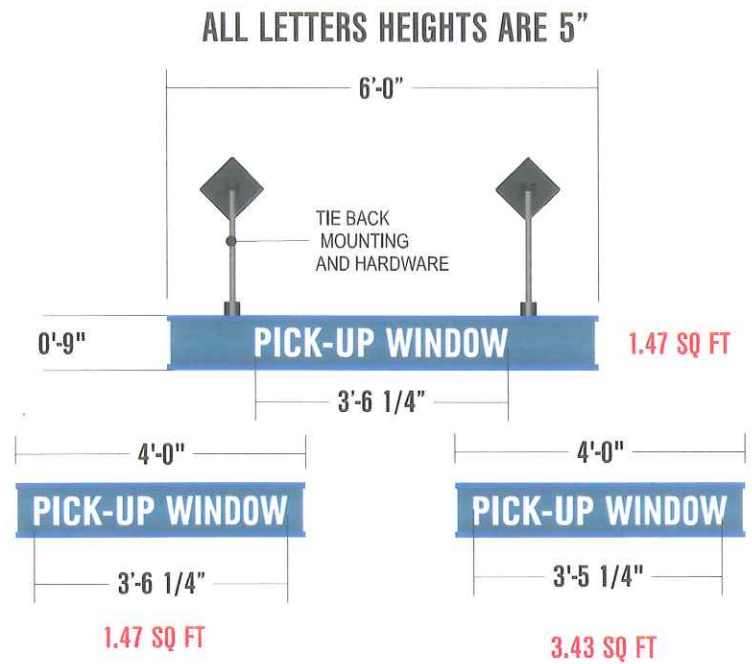 ALL LETTERS HEIGHTS ARE 5”
6’-0”
TIE BACK
MOUNTING
AND HARDWARE
0'-9"
PICK-UP WINDOW
1.47 SQ FT
3’-6 1/4”
4'-0"
4'-0"
PICK-UP WINDOW
PICK-UP WINDOW
3’-6 1/4”
3'-5 1/4"
1.47 SQ FT
3.43 SQ FT